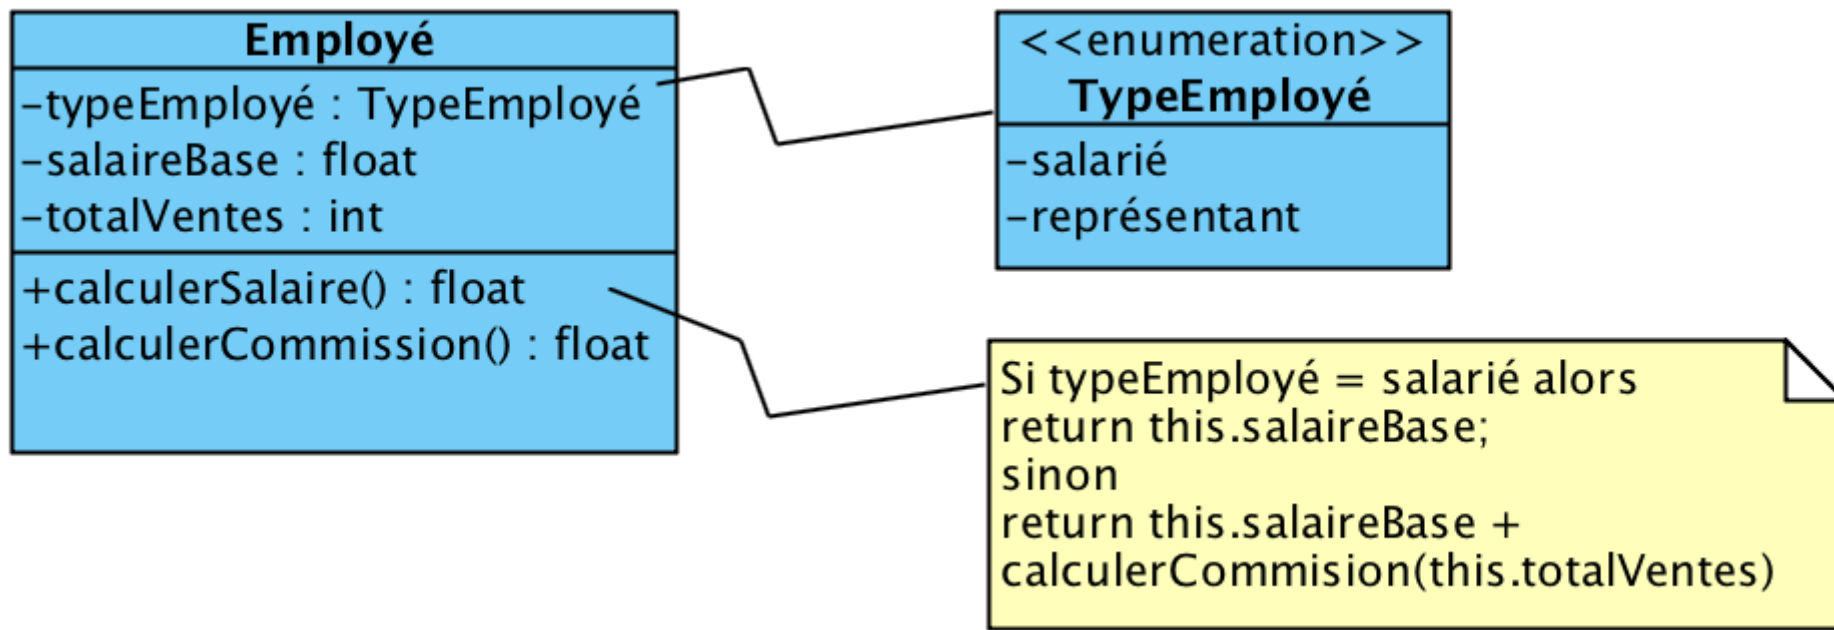 Employé
-typeEmployé : TypeEmployé
-salaireBase : float
-totalVentes : int
+calculerSalaire() : float
+calculerCommission() : float
<<enumeration>>
TypeEmployé
-salarié
-représentant
Si typeEmployé = salarié alors
return this.salaireBase;
sinon
return this.salaireBase +
calculerCommision(this.totalVentes)